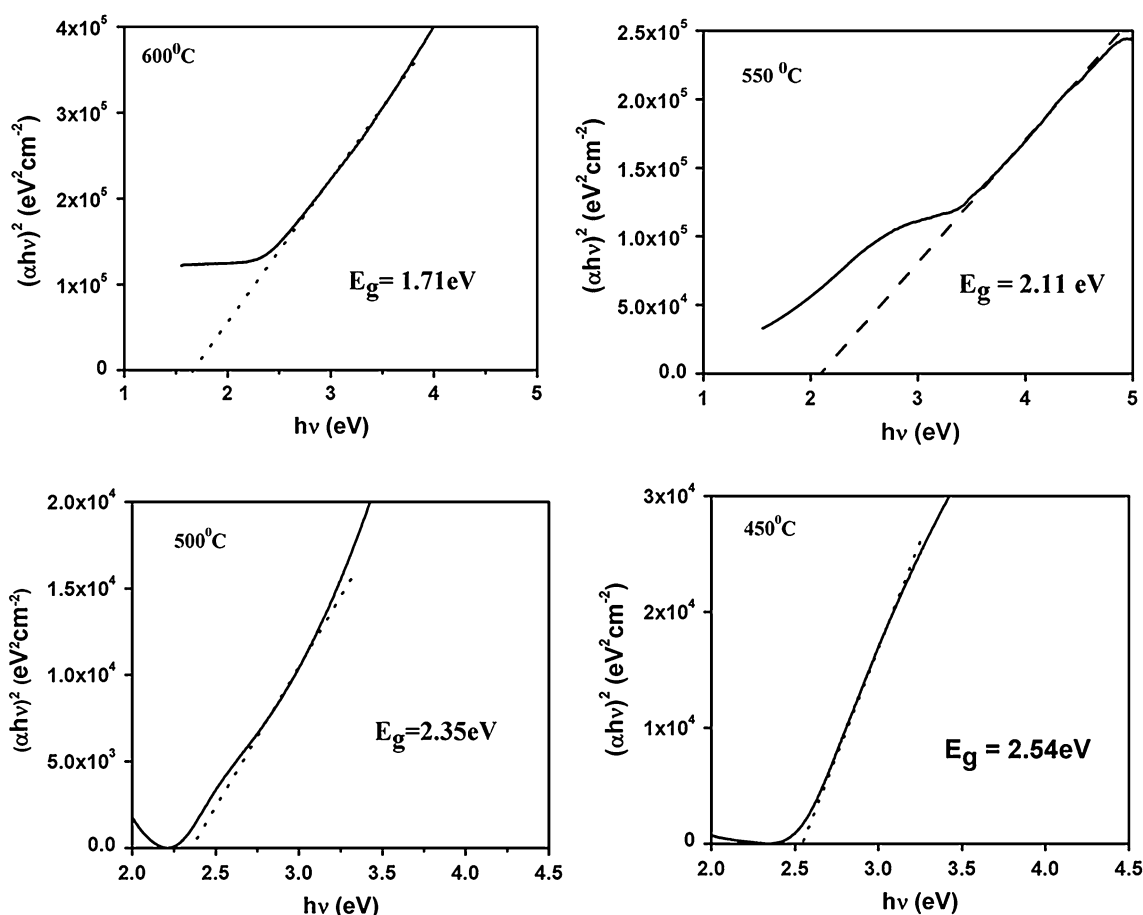 4x10⁵
3x10⁵
2x10⁵
1x10⁵
0
(αhν)² (eV²cm⁻²)
600⁰C
E_g= 1.71eV
1 2 3 4 5
hν (eV)
2.5x10⁵
2.0x10⁵
1.5x10⁵
1.0x10⁵
5.0x10⁴
0.0
(αhν)² (eV²cm⁻²)
550 ⁰C
E_g = 2.11 eV
1 2 3 4 5
hν (eV)
2.0x10⁴
1.5x10⁴
1.0x10⁴
5.0x10³
0.0
(αhν)² (eV²cm⁻²)
500⁰C
E_g=2.35eV
2.0 2.5 3.0 3.5 4.0 4.5
hν (eV)
3x10⁴
2x10⁴
1x10⁴
0
(αhν)² (eV²cm⁻²)
450⁰C
E_g = 2.54eV
2.0 2.5 3.0 3.5 4.0 4.5
hν (eV)